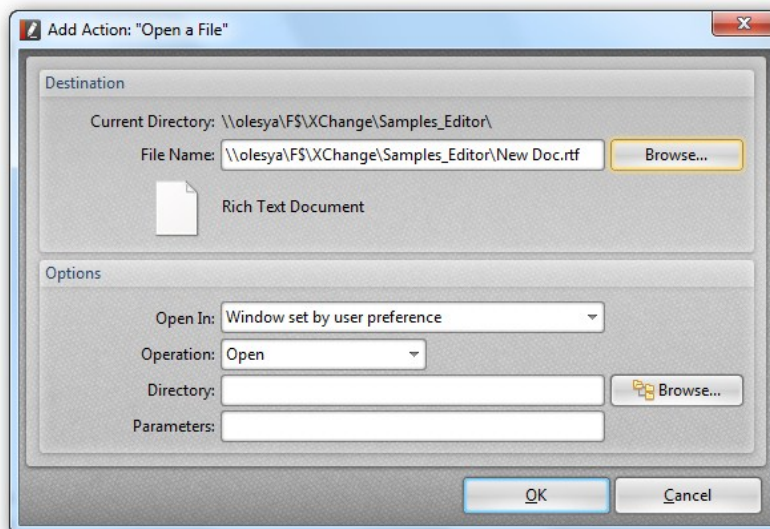 Add Action: "Open a File"
Destination
Current Directory: \\olesya\F$\XChange\Samples_Editor\
File Name: \\olesya\F$\XChange\Samples_Editor\New Doc.rtf Browse...
Rich Text Document
Options
Open In: Window set by user preference
Operation: Open
Directory: Browse...
Parameters:
OK Cancel